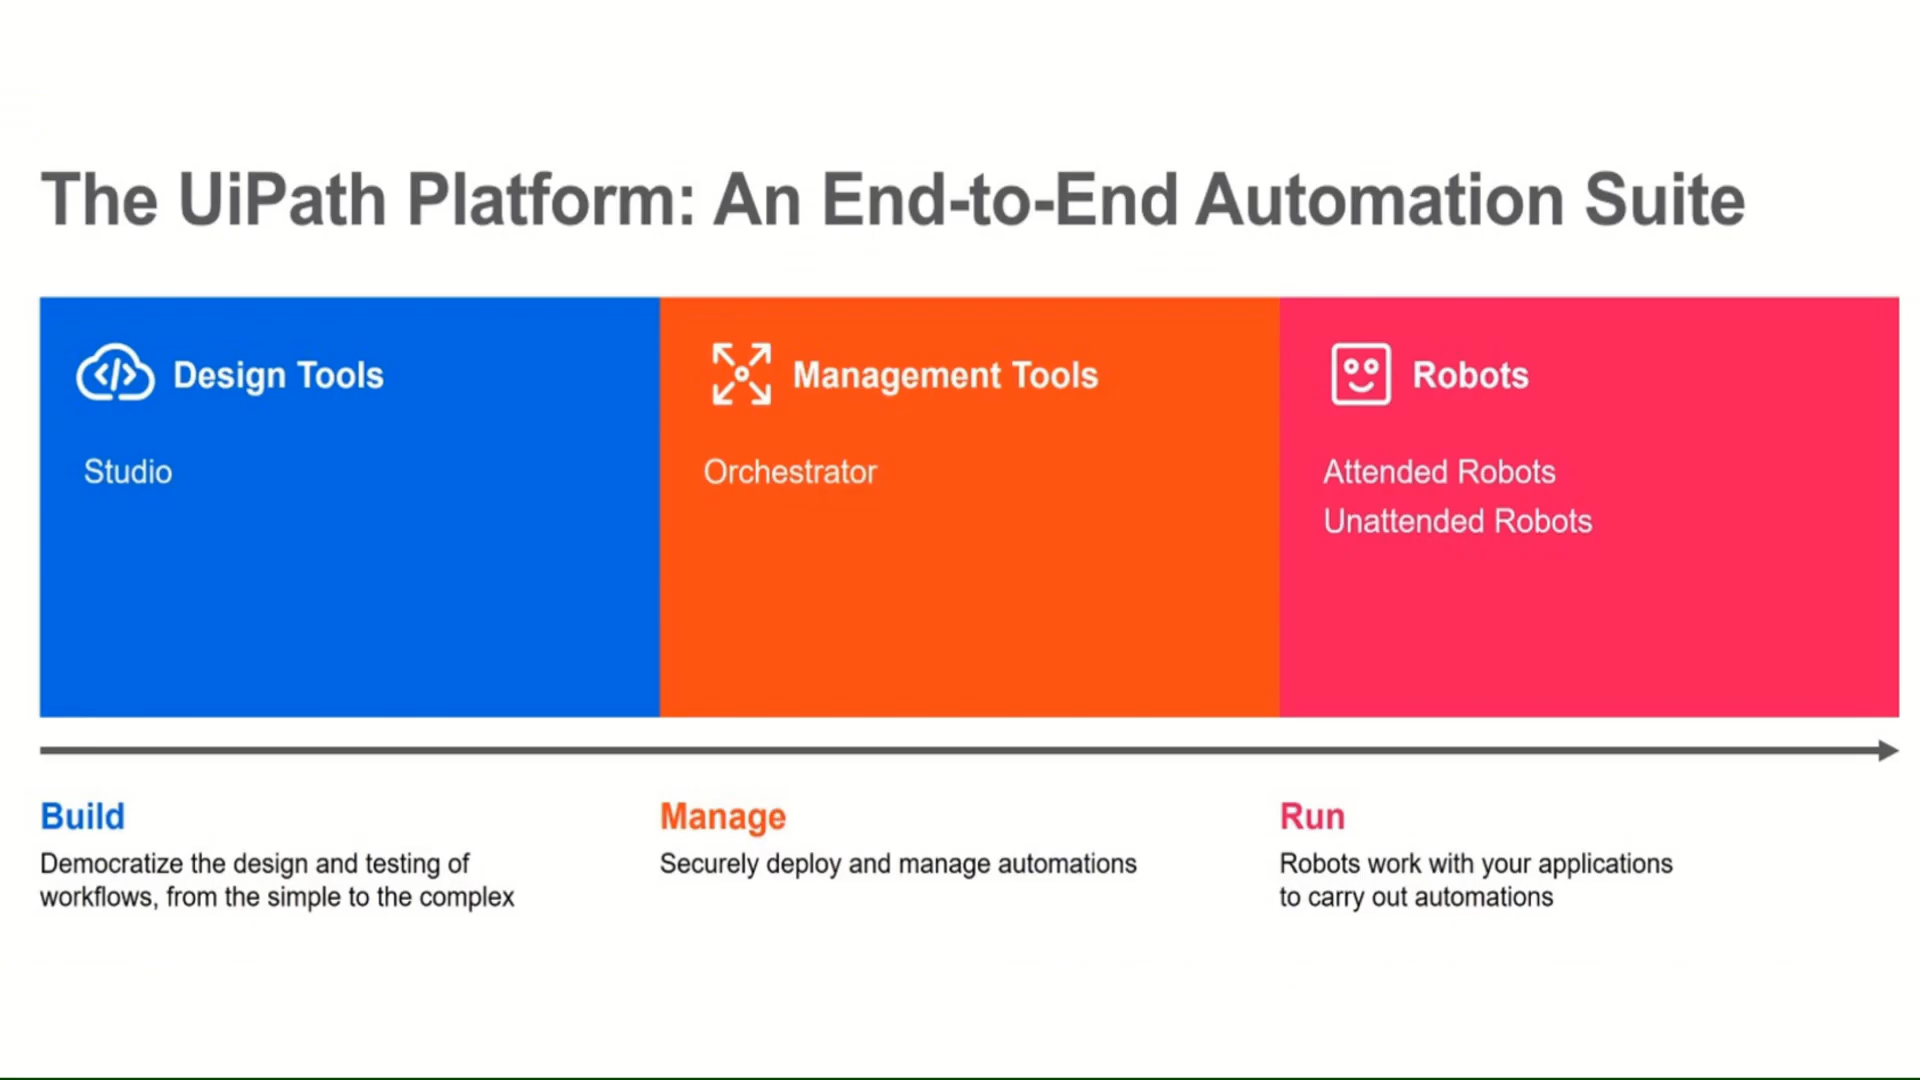 The UiPath Platform: An End-to-End Automation Suite
Design Tools
Studio
Management Tools
Orchestrator
Robots
Attended Robots
Unattended Robots
Build
Democratize the design and testing of
workflows, from the simple to the complex
Manage
Securely deploy and manage automations
Run
Robots work with your applications
to carry out automations